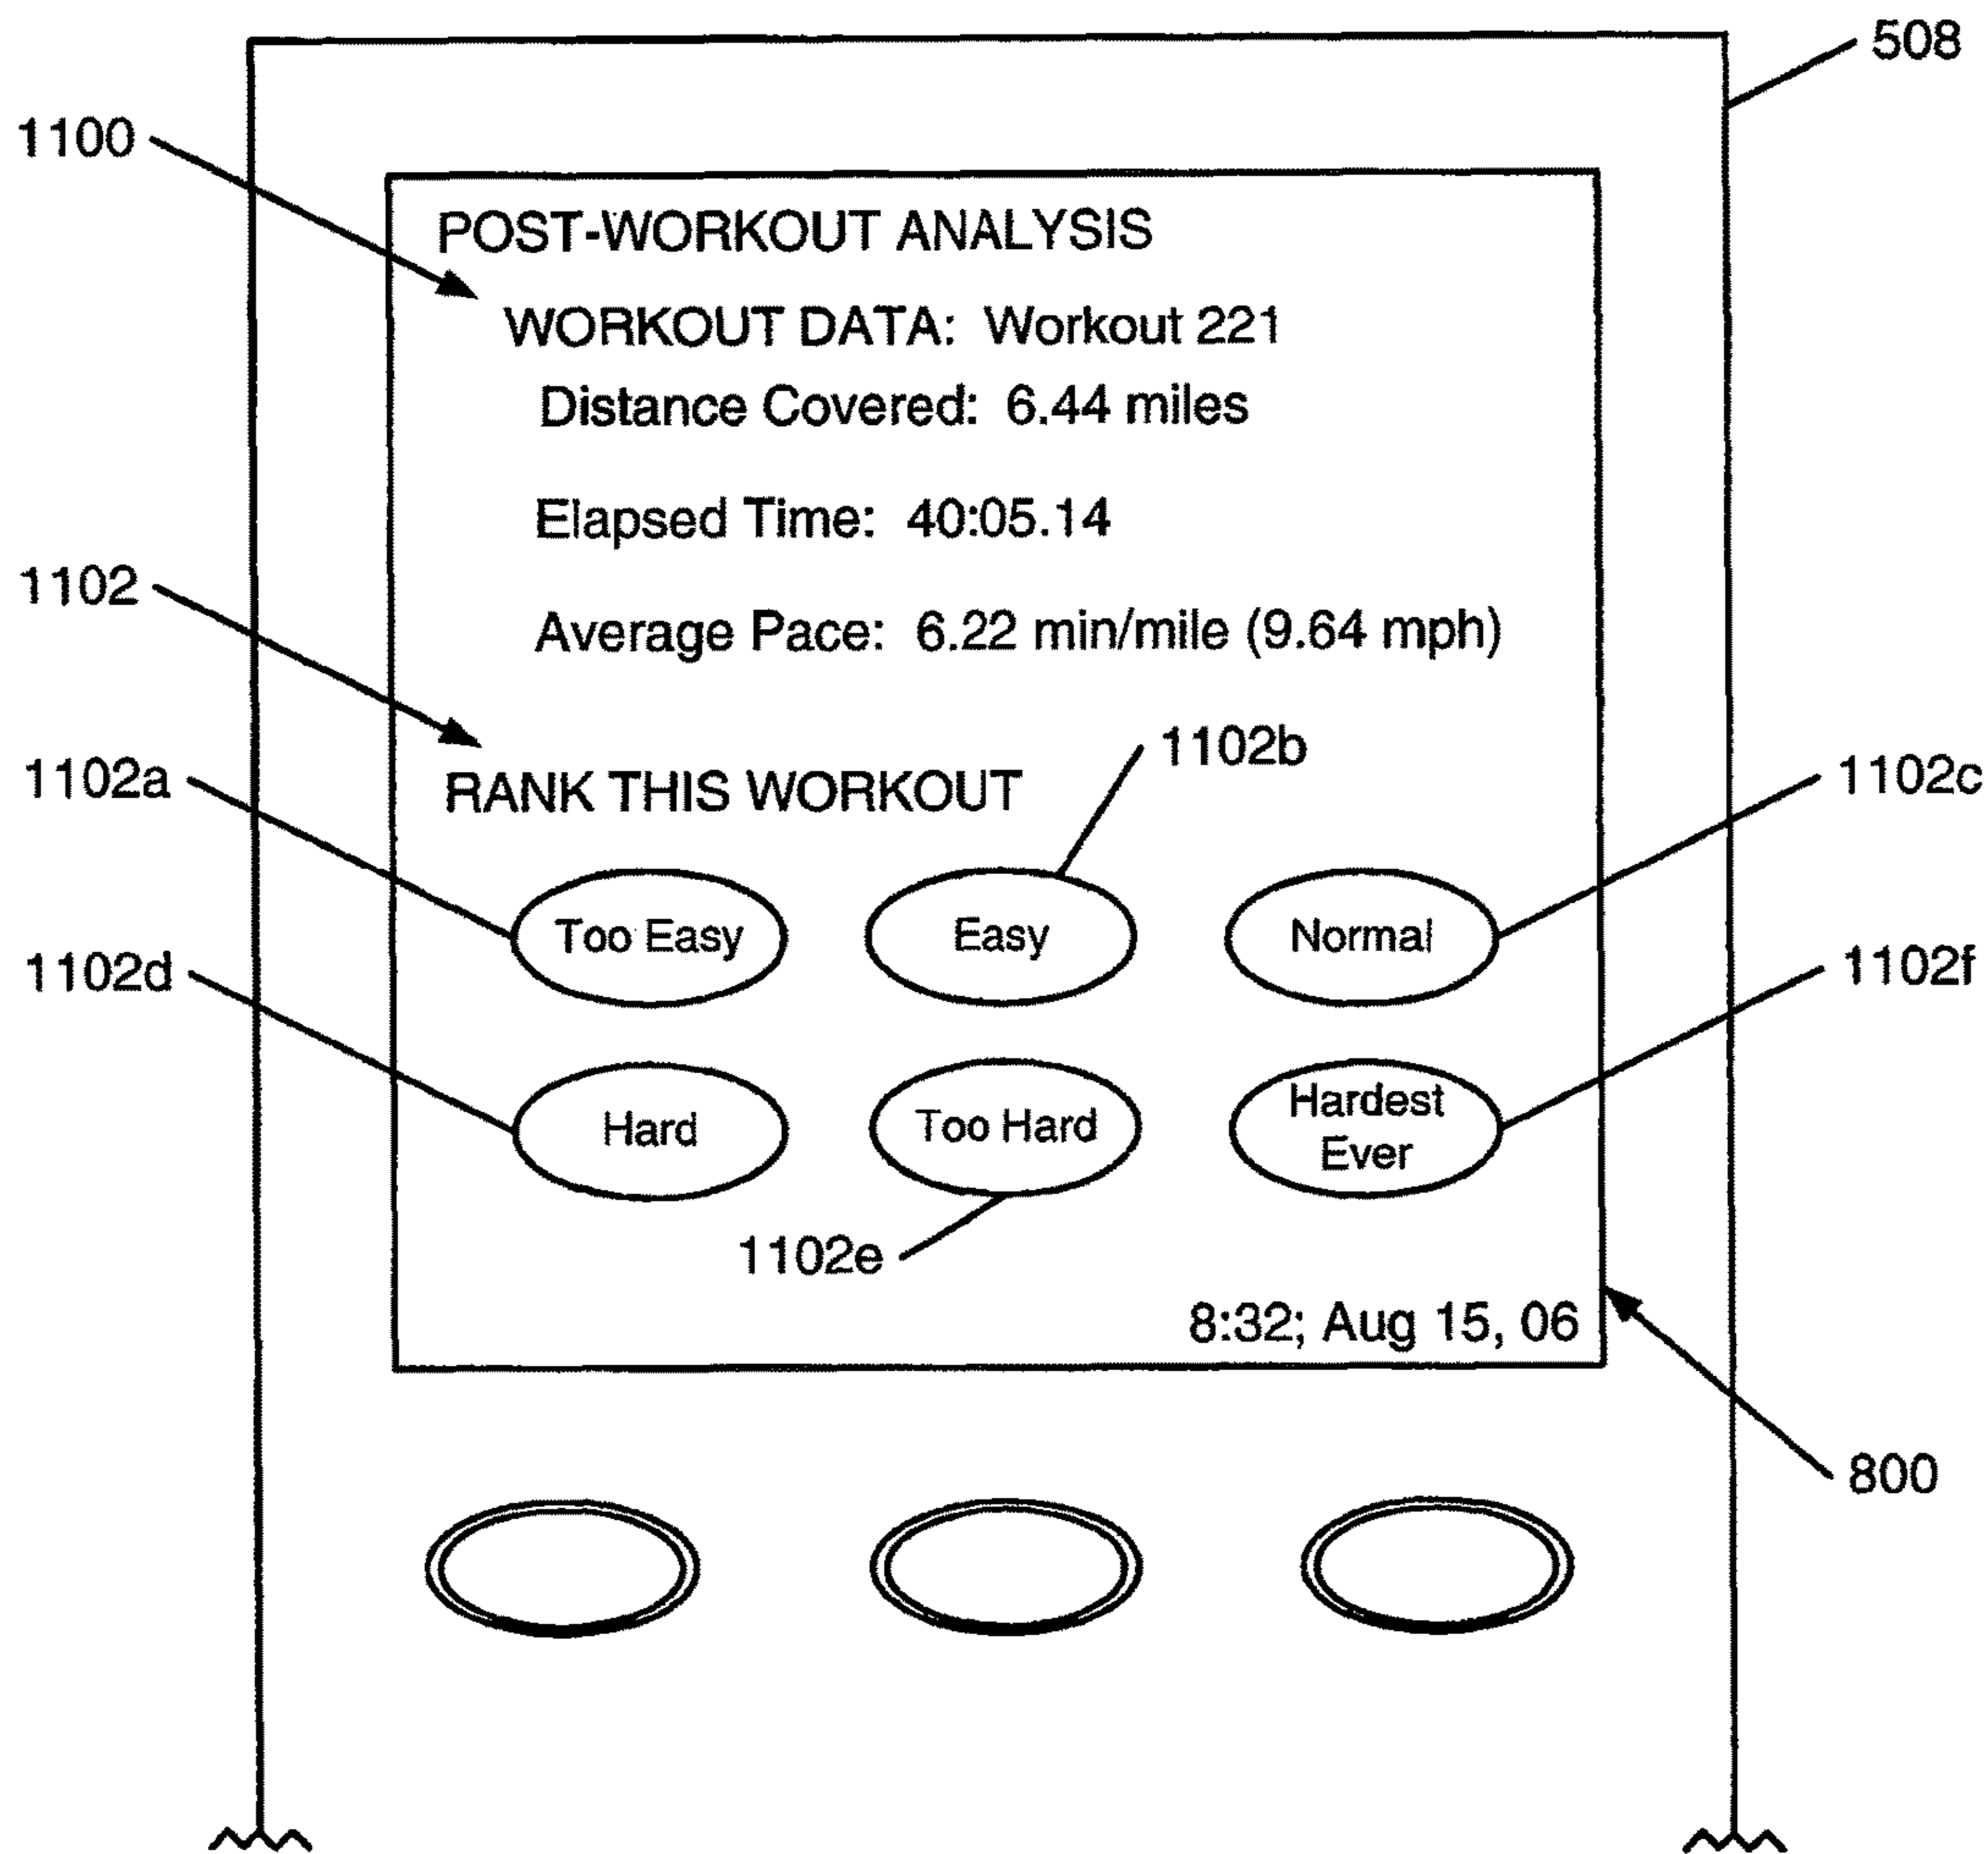 508
1100
POST-WORKOUT ANALYSIS
WORKOUT DATA: Workout 221
Distance Covered: 6.44 miles
Elapsed Time: 40:05.14
1102
Average Pace: 6.22 min/mile (9.64 mph)
1102b
1102a
RANK THIS WORKOUT
1102c
Too Easy
Easy
Normal
1102d
1102f
Hard
Too Hard
Hardest
Ever
1102e
8:32; Aug 15, 06
800